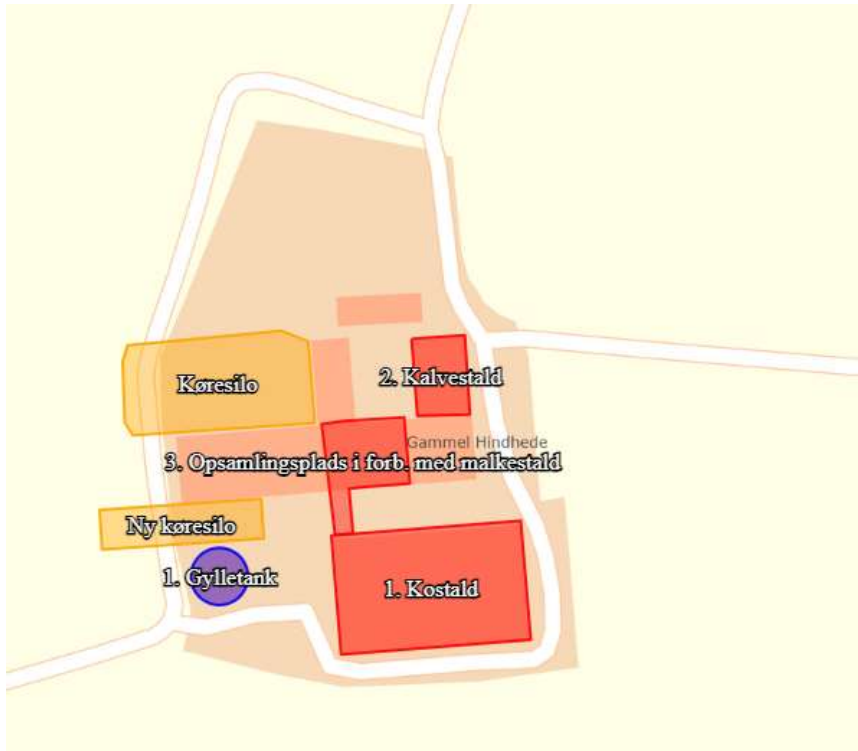 Køresilo
2. Kalvestald
Gammel Hindhede
3. Opsamlingsplads i forb. med malkestald
Ny køresilo
1. Gylletank
1. Kostald